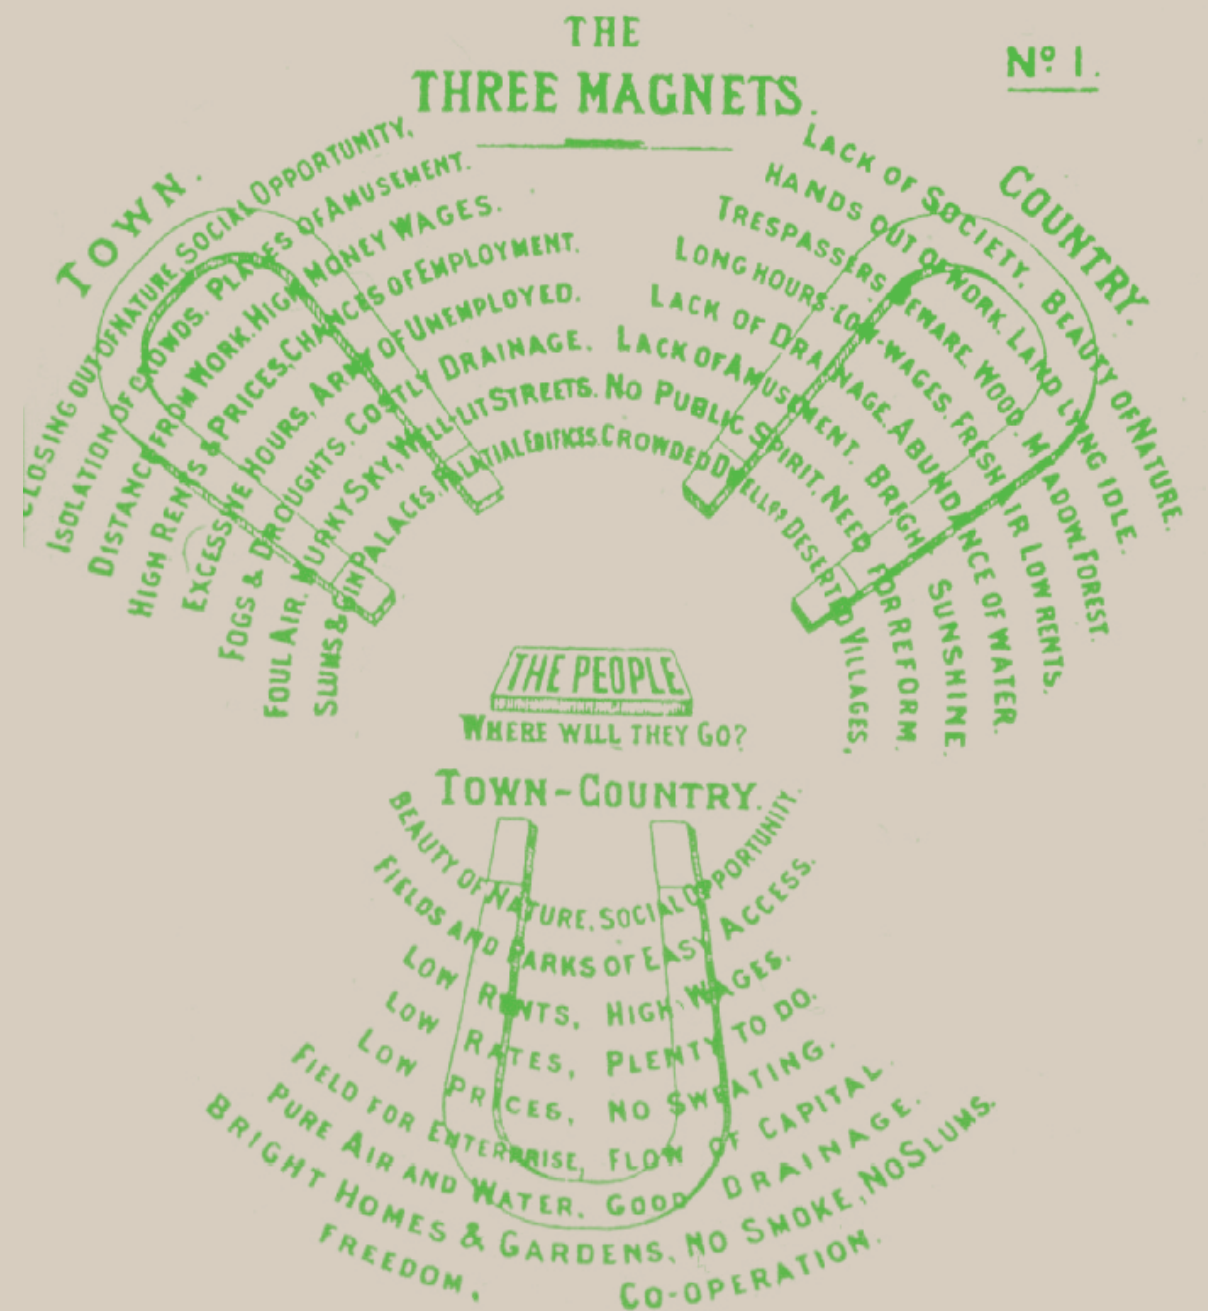 THE
THREE MAGNETS.
Nº 1.
TOWN.
CLOSING OUT OF NATURE. SOCIAL OPPORTUNITY.
ISOLATION OF CROWDS. PLACES OF AMUSEMENT.
DISTANCE FROM WORK. HIGH MONEY WAGES.
HIGH RENTS & PRICES. CHANCES OF EMPLOYMENT.
EXCESSIVE HOURS. ARMY OF UNEMPLOYED.
FOGS & DROUGHTS. COSTLY DRAINAGE.
FOUL AIR. MURKY SKY. WELL-LIT STREETS.
SLUMS & GIN PALACES. PALATIAL EDIFICES.
COUNTRY.
LACK OF SOCIETY. BEAUTY OF NATURE.
HANDS OUT OF WORK. LAND LYING IDLE.
TRESPASSERS BEWARE. WOOD. MEADOW. FOREST.
LONG HOURS-LOW-WAGES. FRESH AIR LOW RENTS.
LACK OF DRAINAGE. ABUNDANCE OF WATER.
LACK OF AMUSEMENT. BRIGHT SUNSHINE.
NO PUBLIC SPIRIT. NEED FOR REFORM.
CROWDED DWELLGS DESERTED VILLAGES,
THE PEOPLE
WHERE WILL THEY GO?
TOWN-COUNTRY.
BEAUTY OF NATURE, SOCIAL OPPORTUNITY.
FIELDS AND PARKS OF EASY ACCESS.
LOW RENTS, HIGH WAGES.
LOW RATES, PLENTY TO DO.
LOW PRICES, NO SWEATING.
FIELD FOR ENTERPRISE, FLOW OF CAPITAL.
PURE AIR AND WATER, GOOD DRAINAGE.
BRIGHT HOMES & GARDENS, NO SMOKE, NO SLUMS.
FREEDOM. CO-OPERATION.